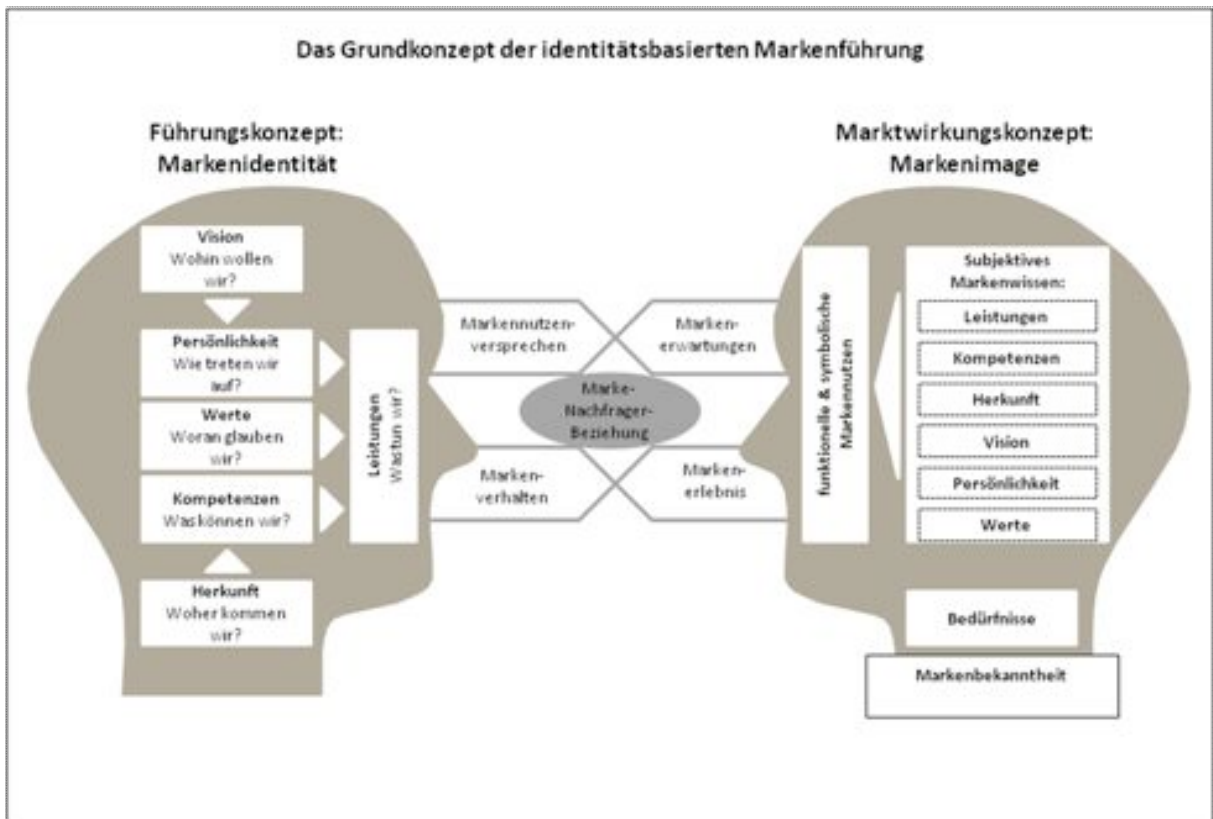 Das Grundkonzept der identitätsbasierten Markenführung
Führungskonzept:
Markenidentität
Vision
Wohin wollen
wir?
Persönlichkeit
Wie treten wir
auf?
Werte
Woran glauben
wir?
Kompetenzen
Was können wir?
Herkunft
Woher kommen
wir?
Leistungen
Was tun wir?
Markennutzen-
versprechen
Marken-
erwartungen
Marke-
Nachfrager-
Beziehung
Marken-
verhalten
Marken-
erlebnis
Marktwirkungskonzept:
Markenimage
funktionelle & symbolische
Markennutzen
Subjektives
Markenwissen:
Leistungen
Kompetenzen
Herkunft
Vision
Persönlichkeit
Werte
Bedürfnisse
Markenbekanntheit